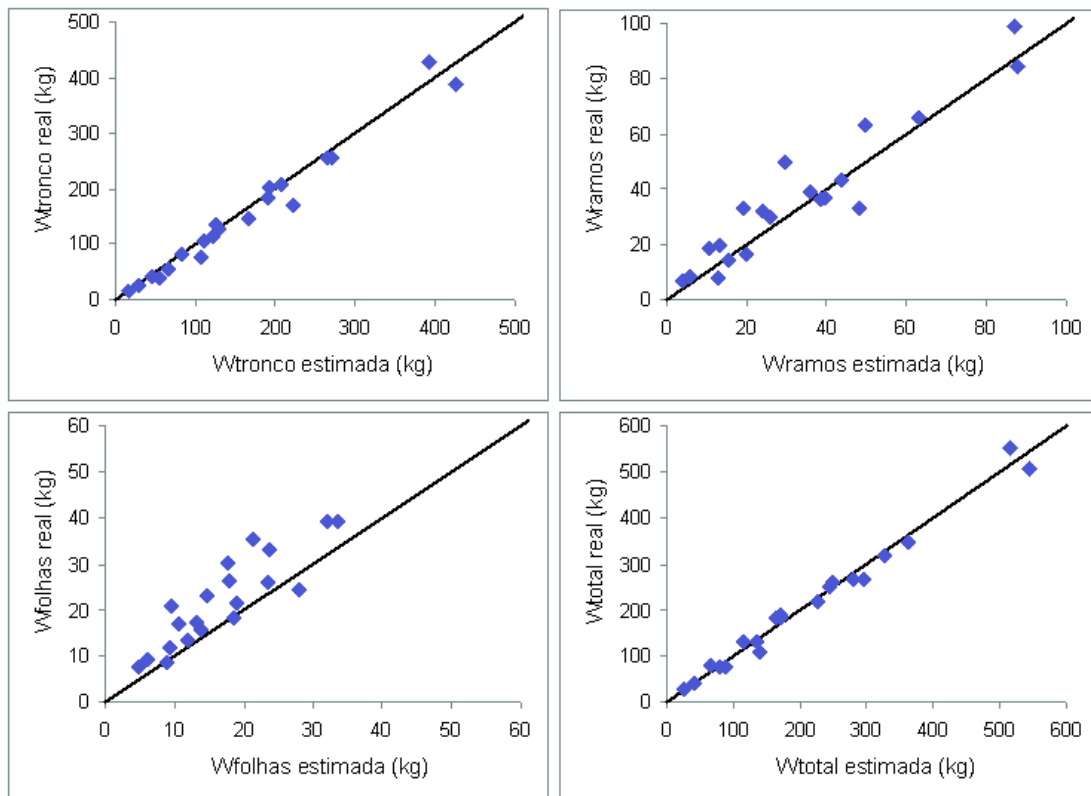 500
400
300
200
100
0
Wtronco real (kg)
0 100 200 300 400 500
Wtronco estimada (kg)
100
80
60
40
20
0
Wramos real (kg)
0 20 40 60 80 100
Wramos estimada (kg)
60
50
40
30
20
10
0
Wfolhas real (kg)
0 10 20 30 40 50 60
Wfolhas estimada (kg)
600
500
400
300
200
100
0
Wtotal real (kg)
0 100 200 300 400 500 600
Wtotal estimada (kg)